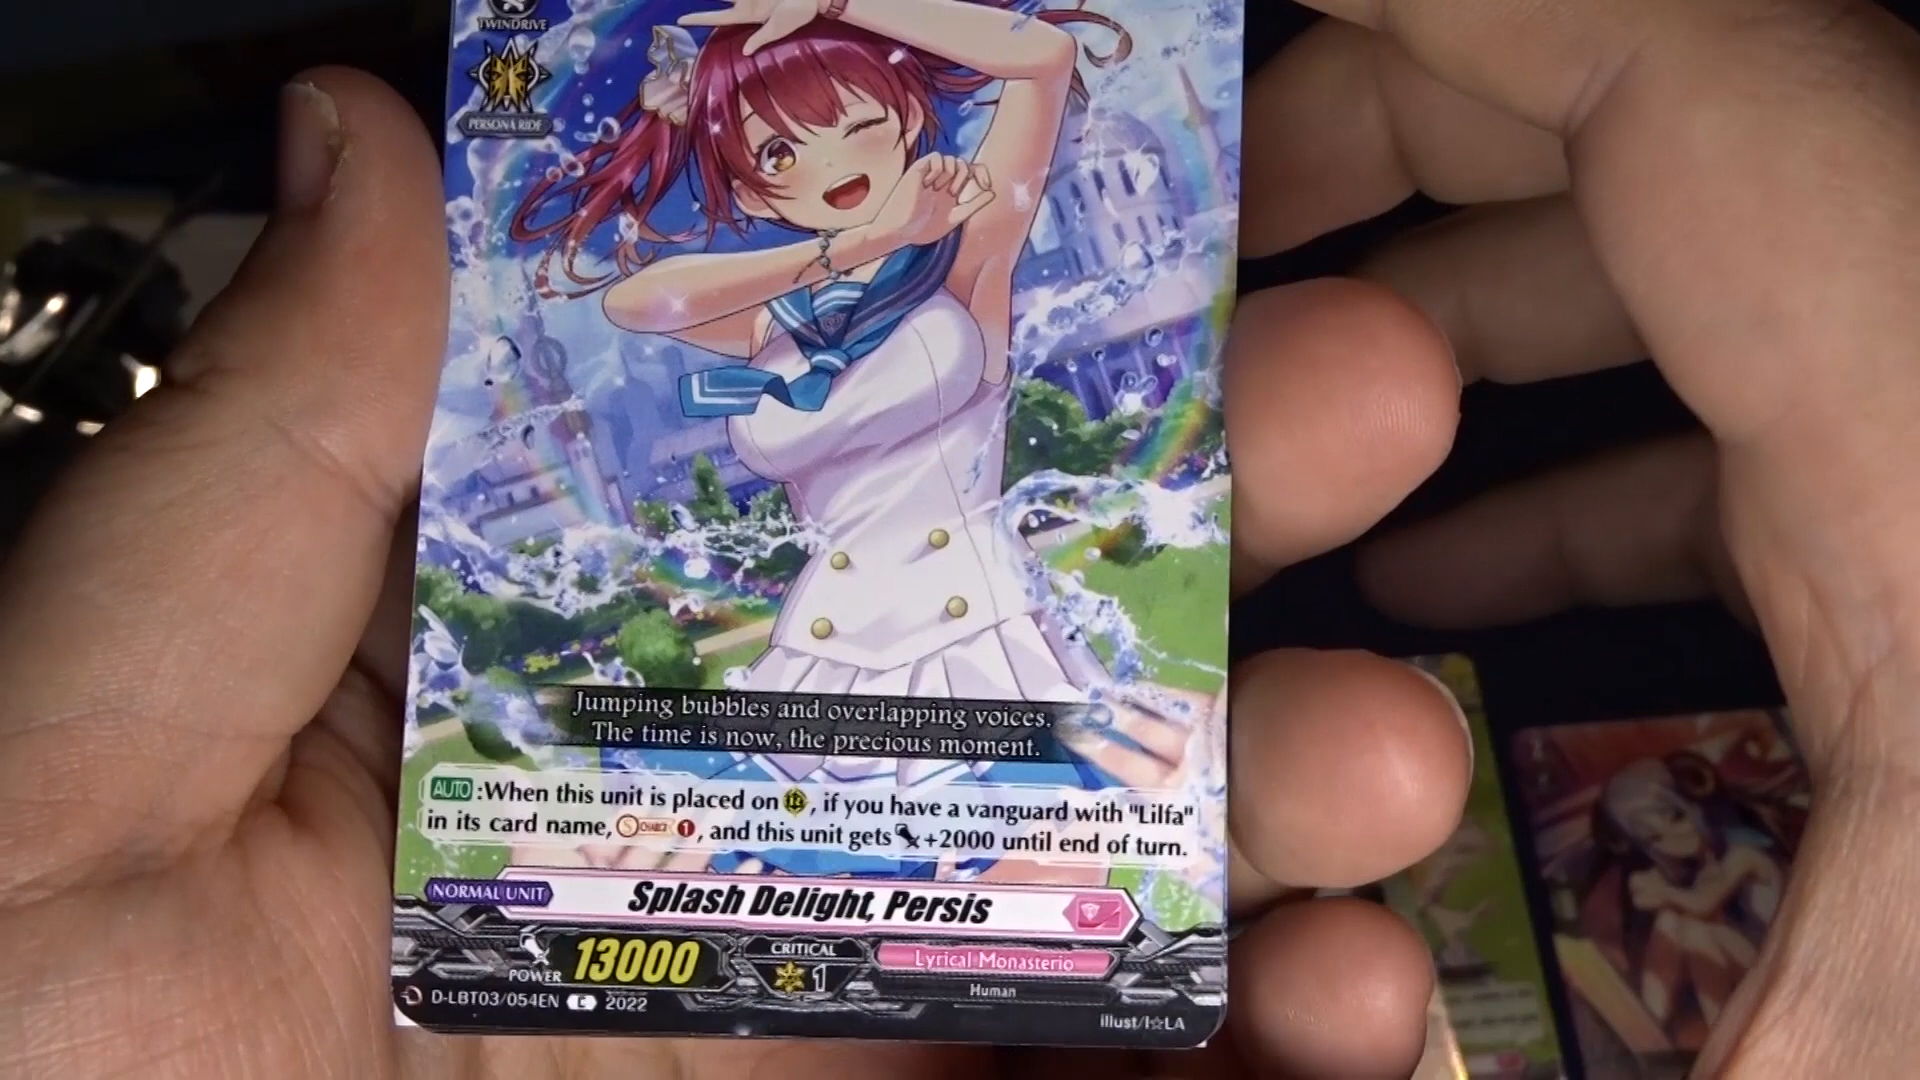 TWINDRIVE
PERSONA RIDE
Jumping bubbles and overlapping voices.
The time is now, the precious moment.
AUTO :When this unit is placed on , if you have a vanguard with "Lilfa"
in its card name, S CHARGE 1, and this unit gets +2000 until end of turn.
NORMAL UNIT
Splash Delight, Persis
POWER 13000
CRITICAL
1
Lyrical Monasterio
Human
D-LBT03/054EN C 2022
illust/I☆LA